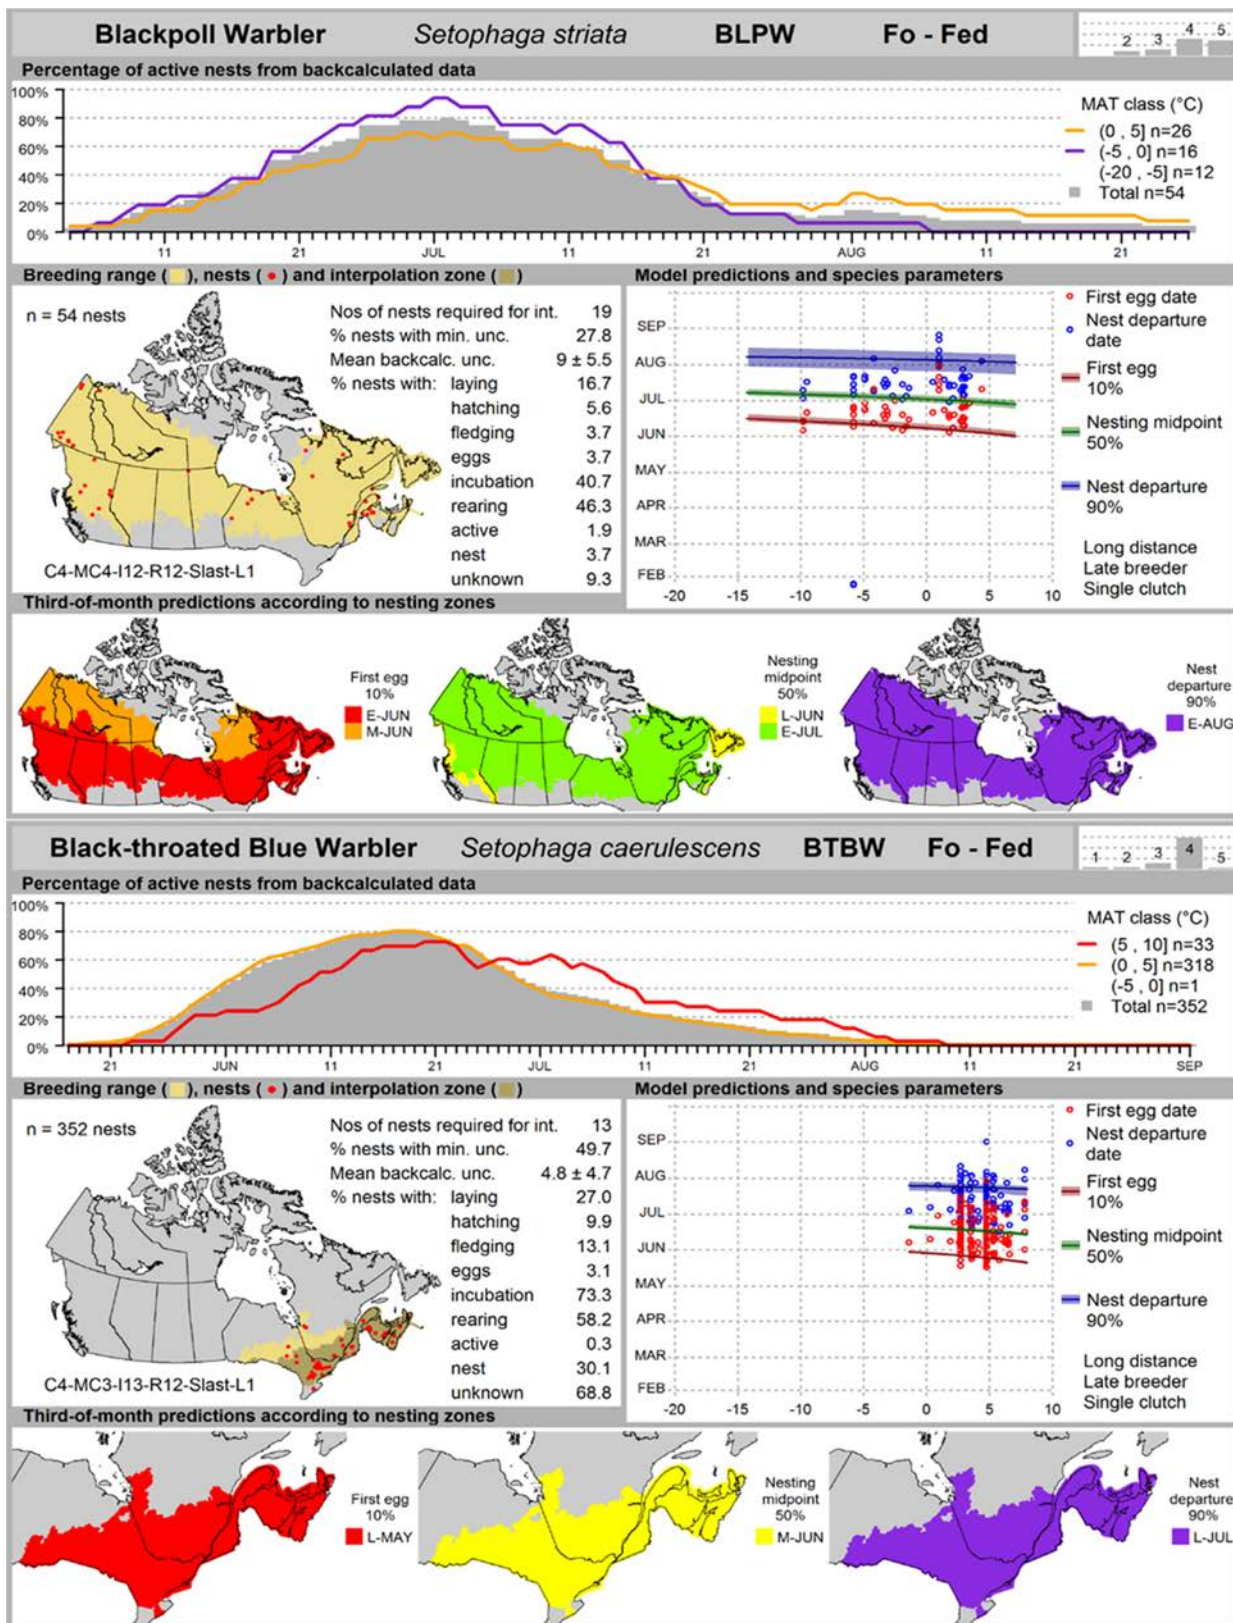 Blackpoll Warbler Setophaga striata BLPW Fo - Fed
2 3 4 5
Percentage of active nests from backcalculated data
100%
80%
60%
40%
20%
0%
11 21 JUL 11 21 AUG 11 21
MAT class (°C)
(0 , 5] n=26
(-5 , 0] n=16
(-20 , -5] n=12
Total n=54
Breeding range ( ), nests ( ) and interpolation zone ( )
n = 54 nests
Nos of nests required for int. 19
% nests with min. unc. 27.8
Mean backcalc. unc. 9 ± 5.5
% nests with: laying 16.7
hatching 5.6
fledging 3.7
eggs 3.7
incubation 40.7
rearing 46.3
active 1.9
nest 3.7
unknown 9.3
C4-MC4-I12-R12-Slast-L1
Model predictions and species parameters
SEP
AUG
JUL
JUN
MAY
APR
MAR
FEB
-20 -15 -10 -5 0 5 10
First egg date
Nest departure
date
First egg
10%
Nesting midpoint
50%
Nest departure
90%
Long distance
Late breeder
Single clutch
Third-of-month predictions according to nesting zones
First egg
10%
E-JUN
M-JUN
Nesting
midpoint
50%
L-JUN
E-JUL
Nest
departure
90%
E-AUG
Black-throated Blue Warbler Setophaga caerulescens BTBW Fo - Fed
1 2 3 4 5
Percentage of active nests from backcalculated data
100%
80%
60%
40%
20%
0%
21 JUN 11 21 JUL 11 21 AUG 11 21 SEP
MAT class (°C)
(5 , 10] n=33
(0 , 5] n=318
(-5 , 0] n=1
Total n=352
Breeding range ( ), nests ( ) and interpolation zone ( )
n = 352 nests
Nos of nests required for int. 13
% nests with min. unc. 49.7
Mean backcalc. unc. 4.8 ± 4.7
% nests with: laying 27.0
hatching 9.9
fledging 13.1
eggs 3.1
incubation 73.3
rearing 58.2
active 0.3
nest 30.1
unknown 68.8
C4-MC3-I13-R12-Slast-L1
Model predictions and species parameters
SEP
AUG
JUL
JUN
MAY
APR
MAR
FEB
-20 -15 -10 -5 0 5 10
First egg date
Nest departure
date
First egg
10%
Nesting midpoint
50%
Nest departure
90%
Long distance
Late breeder
Single clutch
Third-of-month predictions according to nesting zones
First egg
10%
L-MAY
Nesting
midpoint
50%
M-JUN
Nest
departure
90%
L-JUL